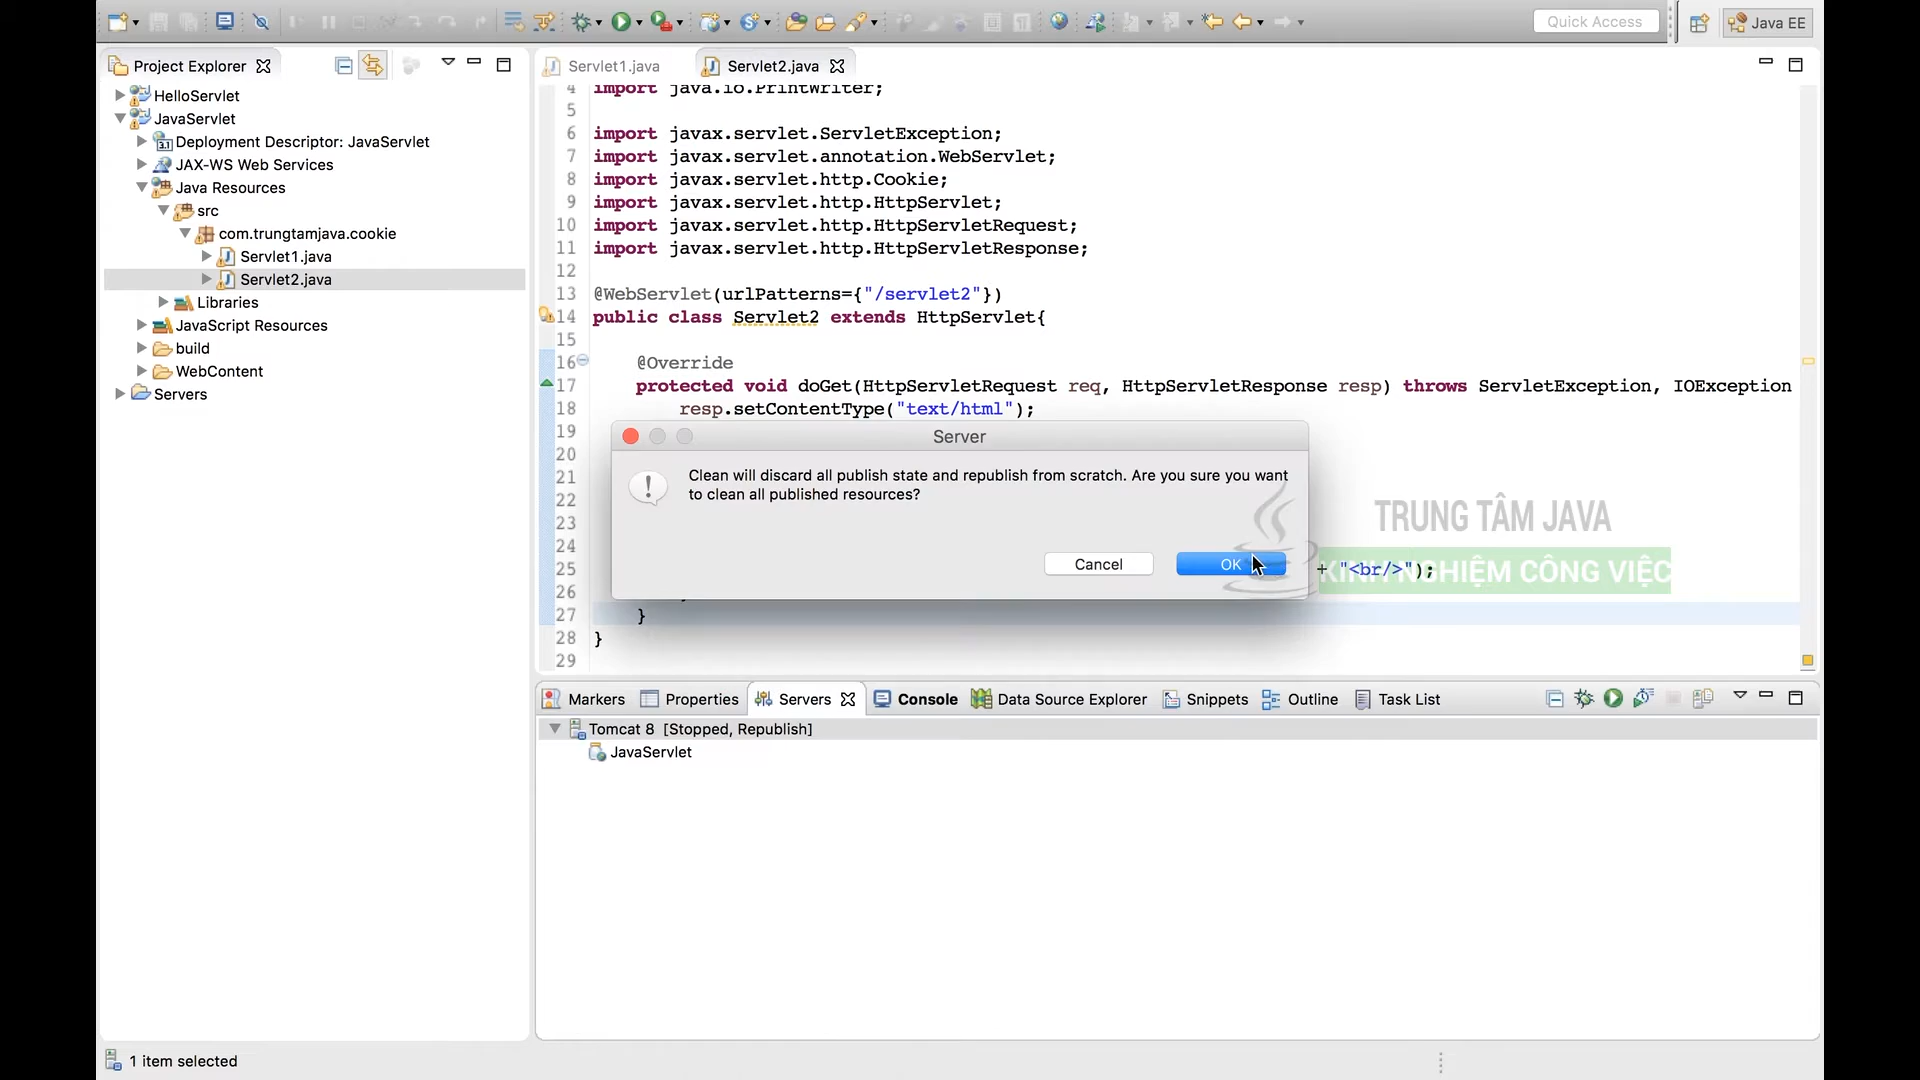 Quick Access
Java EE
Project Explorer
HelloServlet
JavaServlet
3.1 Deployment Descriptor: JavaServlet
JAX-WS Web Services
Java Resources
src
com.trungtamjava.cookie
Servlet1.java
Servlet2.java
Libraries
JavaScript Resources
build
WebContent
Servers
Servlet1.java
Servlet2.java
4 import java.io.PrintWriter;
5
6 import javax.servlet.ServletException;
7 import javax.servlet.annotation.WebServlet;
8 import javax.servlet.http.Cookie;
9 import javax.servlet.http.HttpServlet;
10 import javax.servlet.http.HttpServletRequest;
11 import javax.servlet.http.HttpServletResponse;
12
13 @WebServlet(urlPatterns={"/servlet2"})
14 public class Servlet2 extends HttpServlet{
15
16 @Override
17 protected void doGet(HttpServletRequest req, HttpServletResponse resp) throws ServletException, IOException
18 resp.setContentType("text/html");
19
20
21
22
23
24
25 + "<br/>");
26
27 }
28 }
29
Server
Clean will discard all publish state and republish from scratch. Are you sure you want
to clean all published resources?
Cancel
OK
TRUNG TÂM JAVA
KINH NGHIỆM CÔNG VIỆC
Markers
Properties
Servers
Console
Data Source Explorer
Snippets
Outline
Task List
Tomcat 8 [Stopped, Republish]
JavaServlet
1 item selected